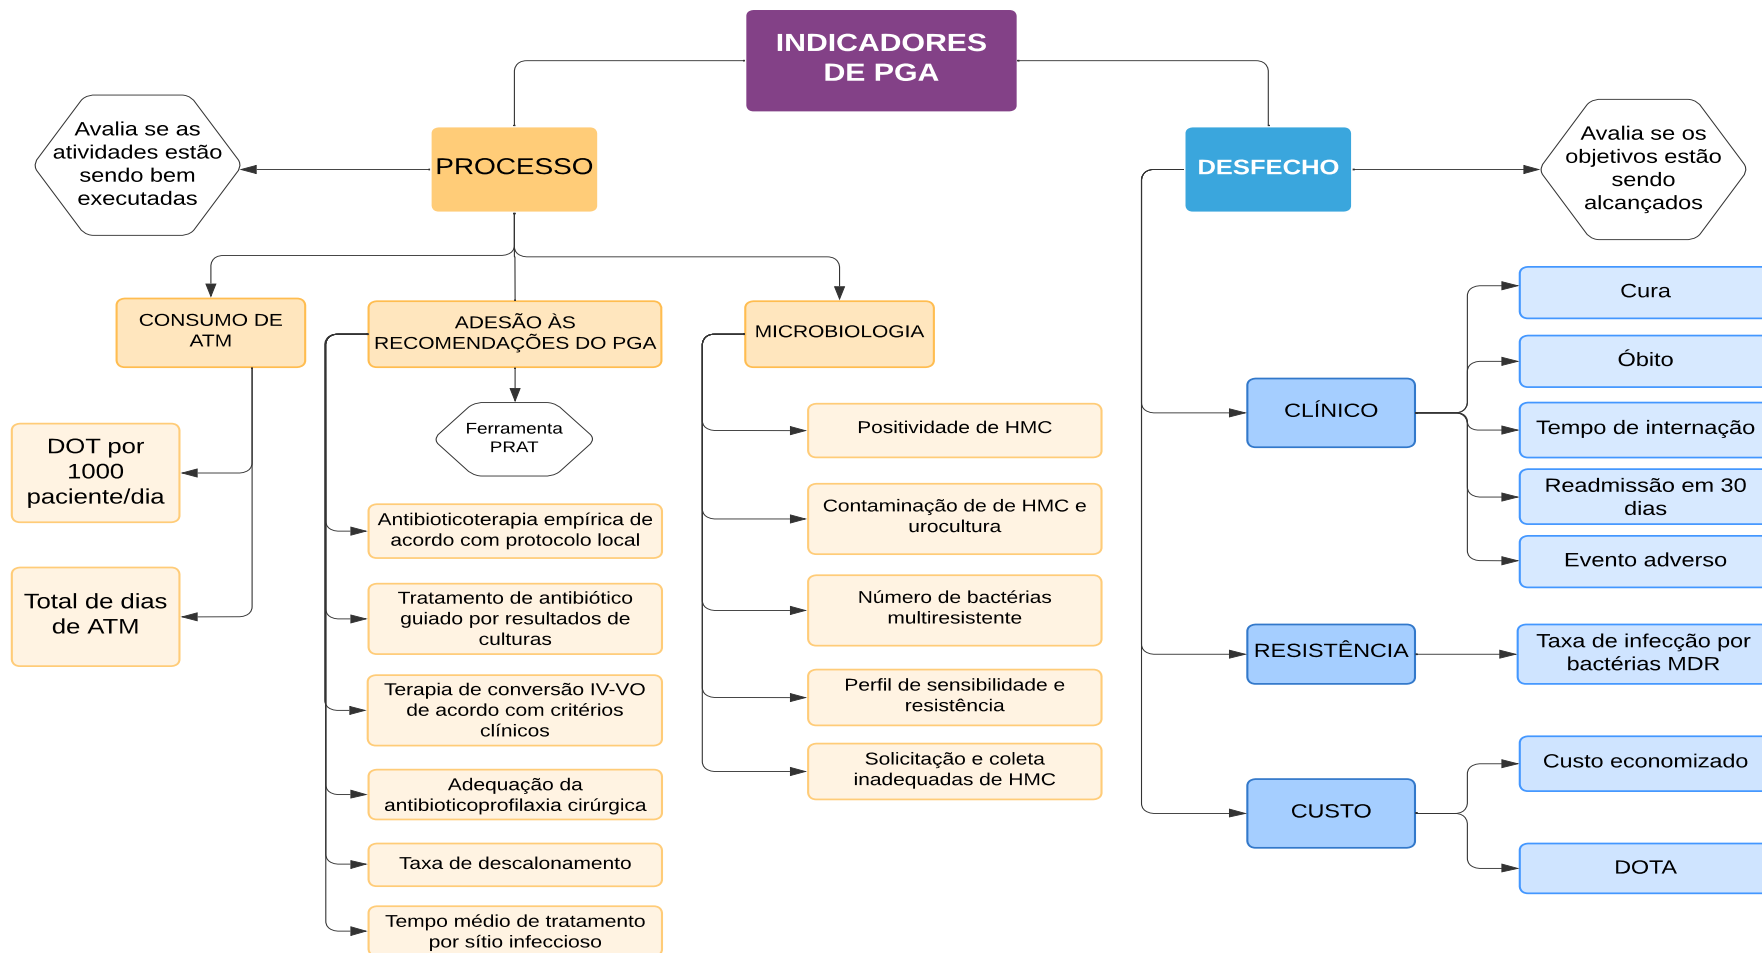 INDICADORES
DE PGA
Avalia se as
atividades estão
sendo bem
executadas
PROCESSO
DESFECHO
Avalia se os
objetivos estão
sendo
alcançados
CONSUMO DE
ATM
DOT por
1000
paciente/dia
Total de dias
de ATM
ADESÃO ÀS
RECOMENDAÇÕES DO PGA
Ferramenta
PRAT
Antibioticoterapia empírica de
acordo com protocolo local
Tratamento de antibiótico
guiado por resultados de
culturas
Terapia de conversão IV-VO
de acordo com critérios
clínicos
Adequação da
antibioticoprofilaxia cirúrgica
Taxa de descalonamento
Tempo médio de tratamento
por sítio infeccioso
MICROBIOLOGIA
Positividade de HMC
Contaminação de de HMC e
urocultura
Número de bactérias
multiresistente
Perfil de sensibilidade e
resistência
Solicitação e coleta
inadequadas de HMC
CLÍNICO
Cura
Óbito
Tempo de internação
Readmissão em 30
dias
Evento adverso
RESISTÊNCIA
Taxa de infecção por
bactérias MDR
CUSTO
Custo economizado
DOTA